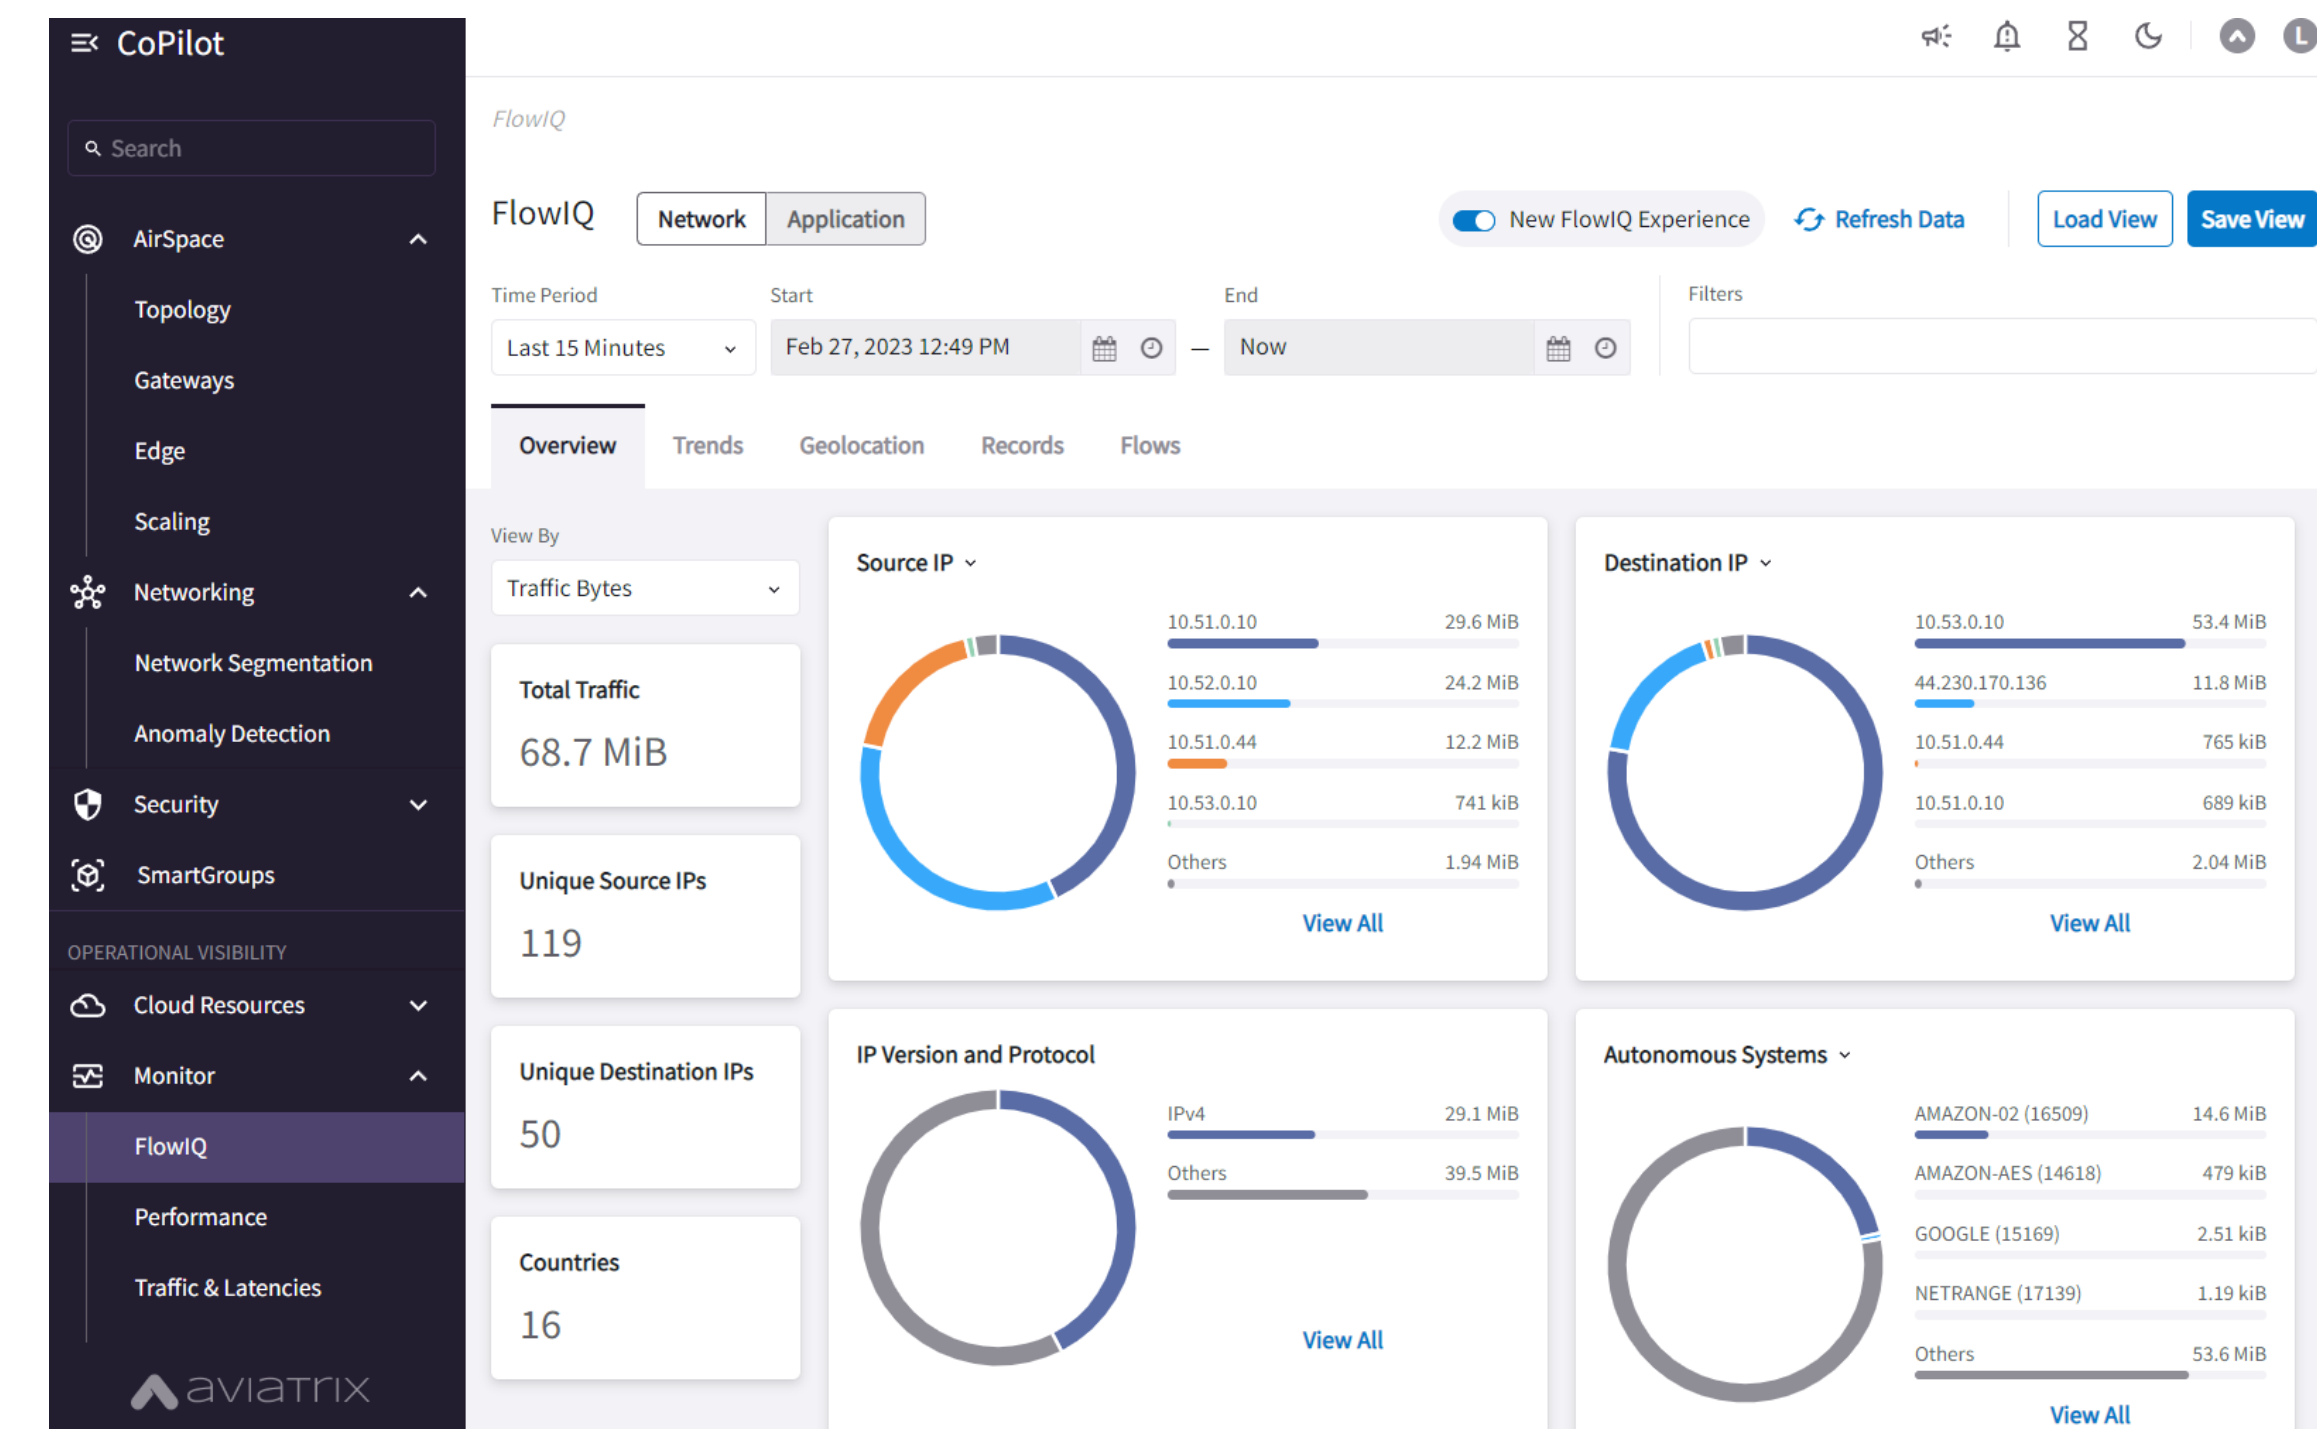 CoPilot
Search
AirSpace
Topology
Gateways
Edge
Scaling
Networking
Network Segmentation
Anomaly Detection
Security
SmartGroups
OPERATIONAL VISIBILITY
Cloud Resources
Monitor
FlowIQ
Performance
Traffic & Latencies
aviatrix
L
FlowIQ
FlowIQ Network Application New FlowIQ Experience Refresh Data Load View Save View
Time Period Start End Filters
Last 15 Minutes Feb 27, 2023 12:49 PM — Now
Overview Trends Geolocation Records Flows
View By
Traffic Bytes
Total Traffic
68.7 MiB
Unique Source IPs
119
Unique Destination IPs
50
Countries
16
Source IP
10.51.0.10 29.6 MiB
10.52.0.10 24.2 MiB
10.51.0.44 12.2 MiB
10.53.0.10 741 kiB
Others 1.94 MiB
View All
Destination IP
10.53.0.10 53.4 MiB
44.230.170.136 11.8 MiB
10.51.0.44 765 kiB
10.51.0.10 689 kiB
Others 2.04 MiB
View All
IP Version and Protocol
IPv4 29.1 MiB
Others 39.5 MiB
View All
Autonomous Systems
AMAZON-02 (16509) 14.6 MiB
AMAZON-AES (14618) 479 kiB
GOOGLE (15169) 2.51 kiB
NETRANGE (17139) 1.19 kiB
Others 53.6 MiB
View All